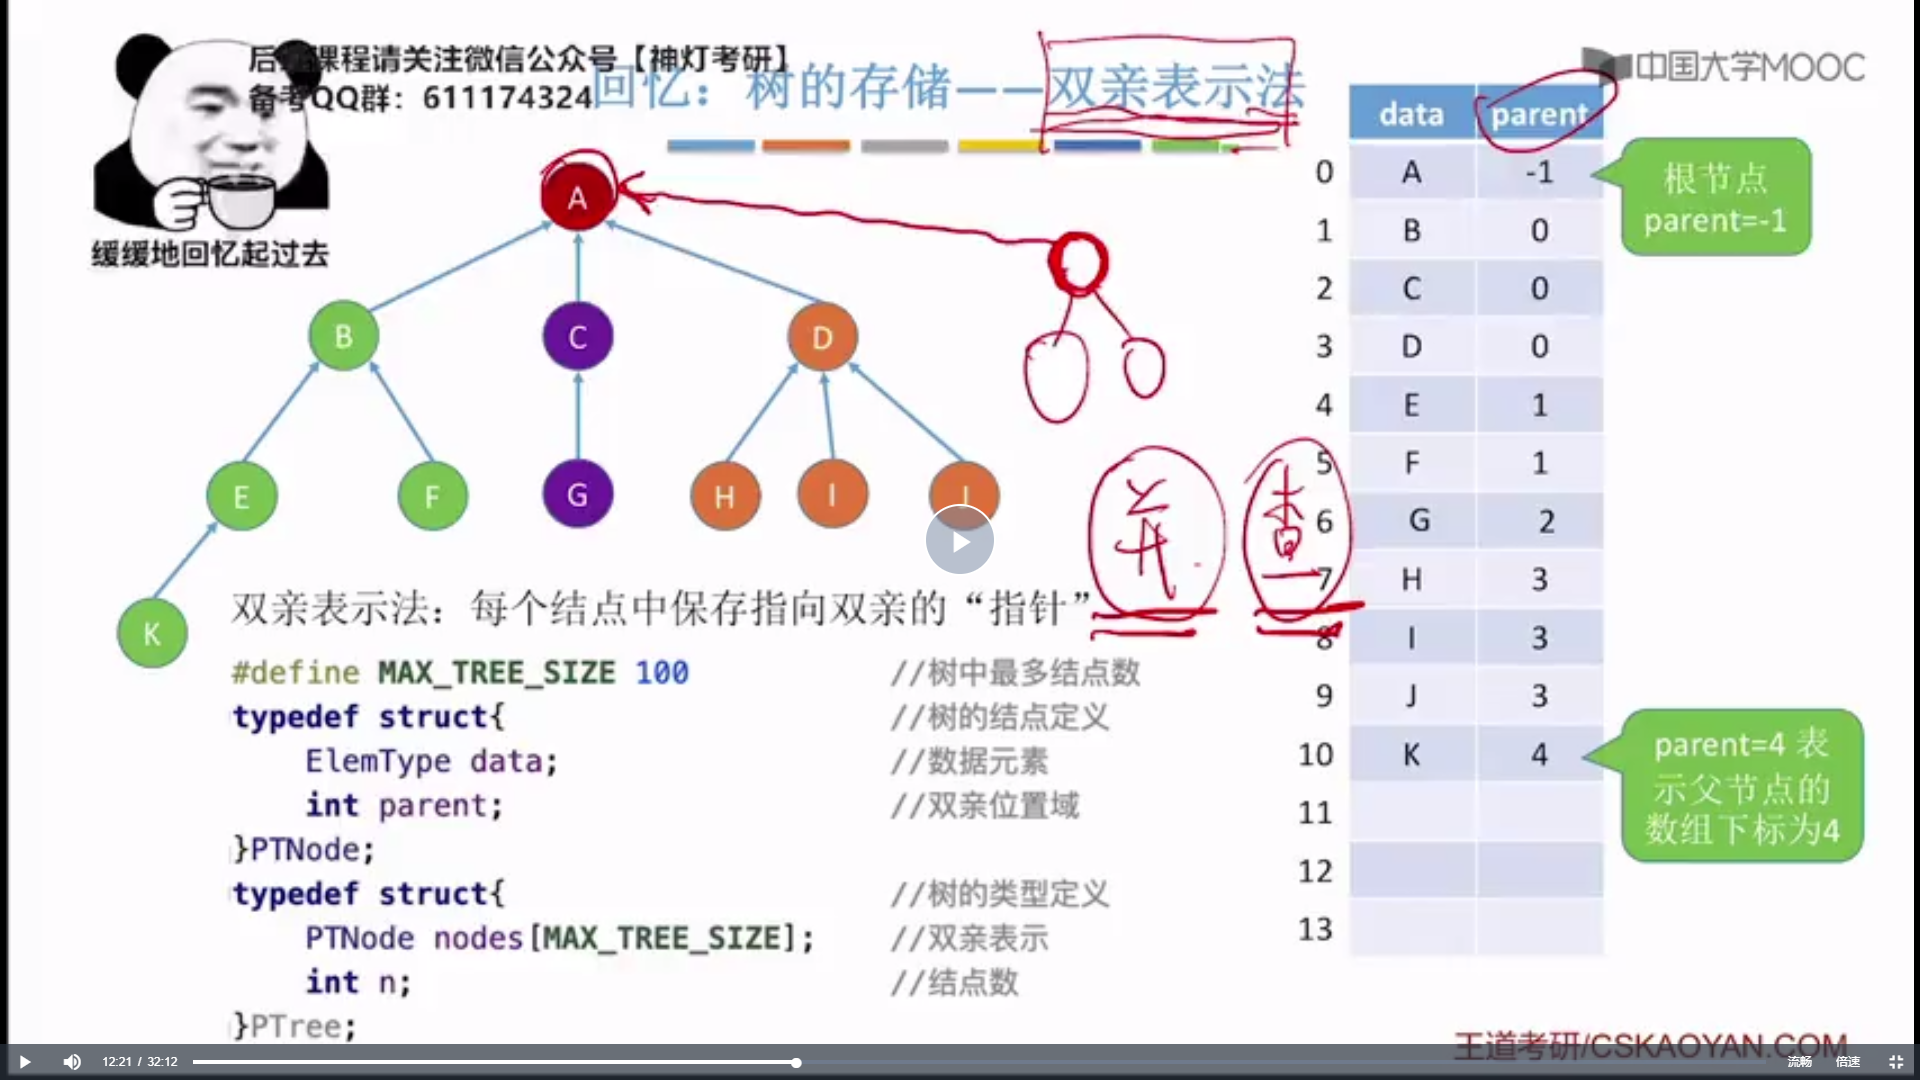 后续课程请关注微信公众号【神灯考研】
备考QQ群：611174324
回忆：树的存储——双亲表示法
中国大学MOOC
缓缓地回忆起过去
A
B
C
D
E
F
G
H
I
J
K
并 查
data parent
0 A -1
1 B 0
2 C 0
3 D 0
4 E 1
5 F 1
6 G 2
7 H 3
8 I 3
9 J 3
10 K 4
11
12
13
根节点
parent=-1
parent=4 表
示父节点的
数组下标为4
双亲表示法：每个结点中保存指向双亲的“指针”
#define MAX_TREE_SIZE 100 //树中最多结点数
typedef struct{ //树的结点定义
ElemType data; //数据元素
int parent; //双亲位置域
}PTNode;
typedef struct{ //树的类型定义
PTNode nodes[MAX_TREE_SIZE]; //双亲表示
int n; //结点数
}PTree;
王道考研/CSKAOYAN.COM
12:21 / 32:12
流畅 倍速